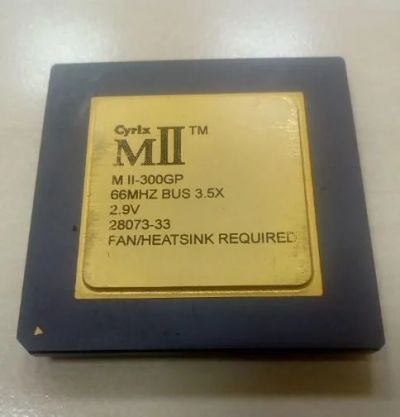 Cyrix
MII™
M II-300GP
66MHZ BUS 3.5X
2.9V
28073-33
FAN/HEATSINK REQUIRED